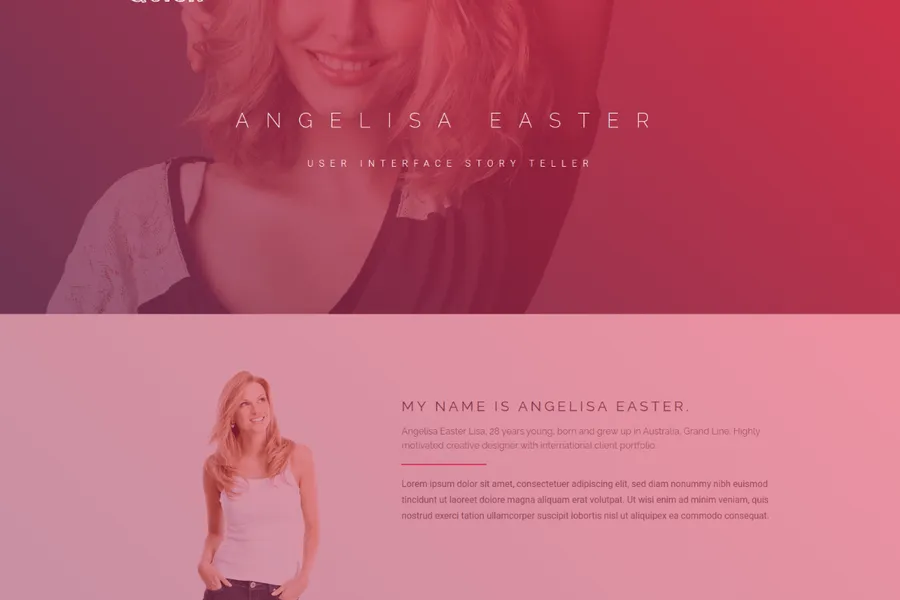 ANGELISA EASTER
USER INTERFACE STORY TELLER
MY NAME IS ANGELISA EASTER.
Angelisa Easter Lisa, 28 years young, born and grew up in Australia, Grand Line. Highly
motivated creative designer with international client portfolio.
Lorem ipsum dolor sit amet, consectetuer adipiscing elit, sed diam nonummy nibh euismod
tincidunt ut laoreet dolore magna aliquam erat volutpat. Ut wisi enim ad minim veniam, quis
nostrud exerci tation ullamcorper suscipit lobortis nisl ut aliquipex ea commodo consequat.